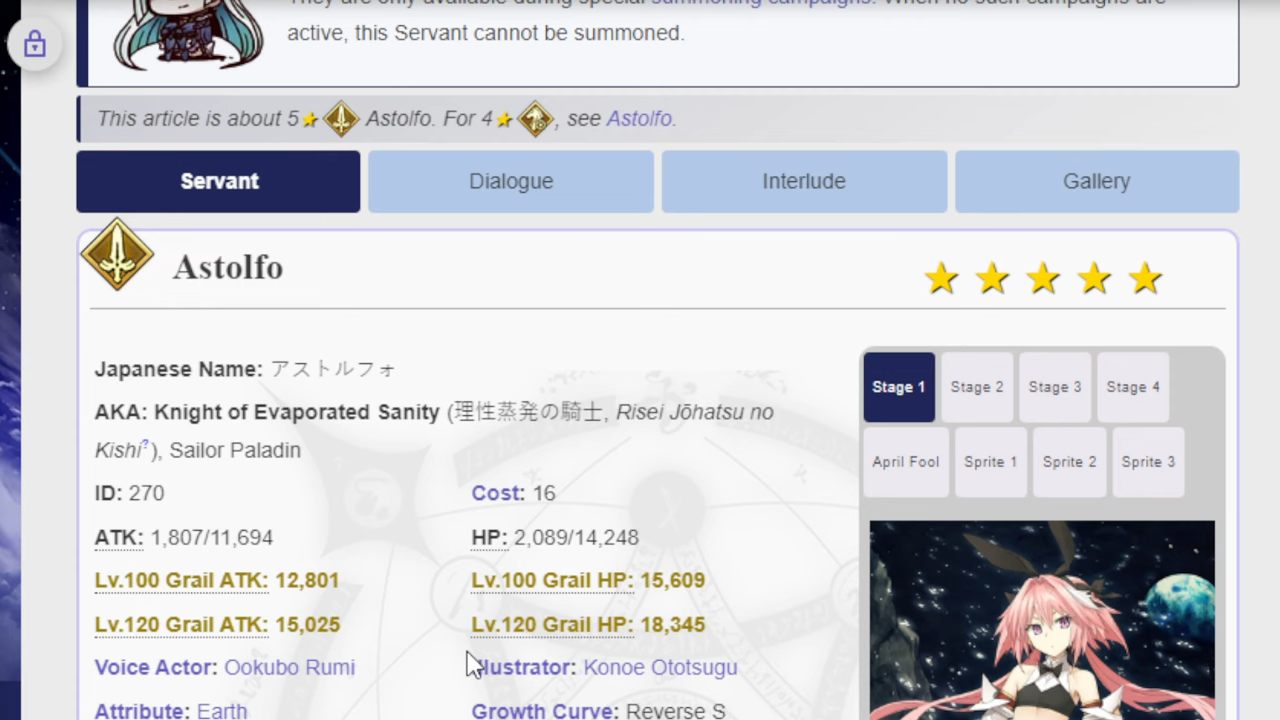 They are only available during special summoning campaigns. When no such campaigns are
active, this Servant cannot be summoned.
This article is about 5 Astolfo. For 4 , see Astolfo.
Servant Dialogue Interlude Gallery
Astolfo
Japanese Name: アストルフォ
AKA: Knight of Evaporated Sanity (理性蒸発の騎士, Risei Jōhatsu no
Kishi?), Sailor Paladin
ID: 270 Cost: 16
ATK: 1,807/11,694 HP: 2,089/14,248
Lv.100 Grail ATK: 12,801 Lv.100 Grail HP: 15,609
Lv.120 Grail ATK: 15,025 Lv.120 Grail HP: 18,345
Voice Actor: Ookubo Rumi Illustrator: Konoe Ototsugu
Attribute: Earth Growth Curve: Reverse S
Stage 1 Stage 2 Stage 3 Stage 4
April Fool Sprite 1 Sprite 2 Sprite 3